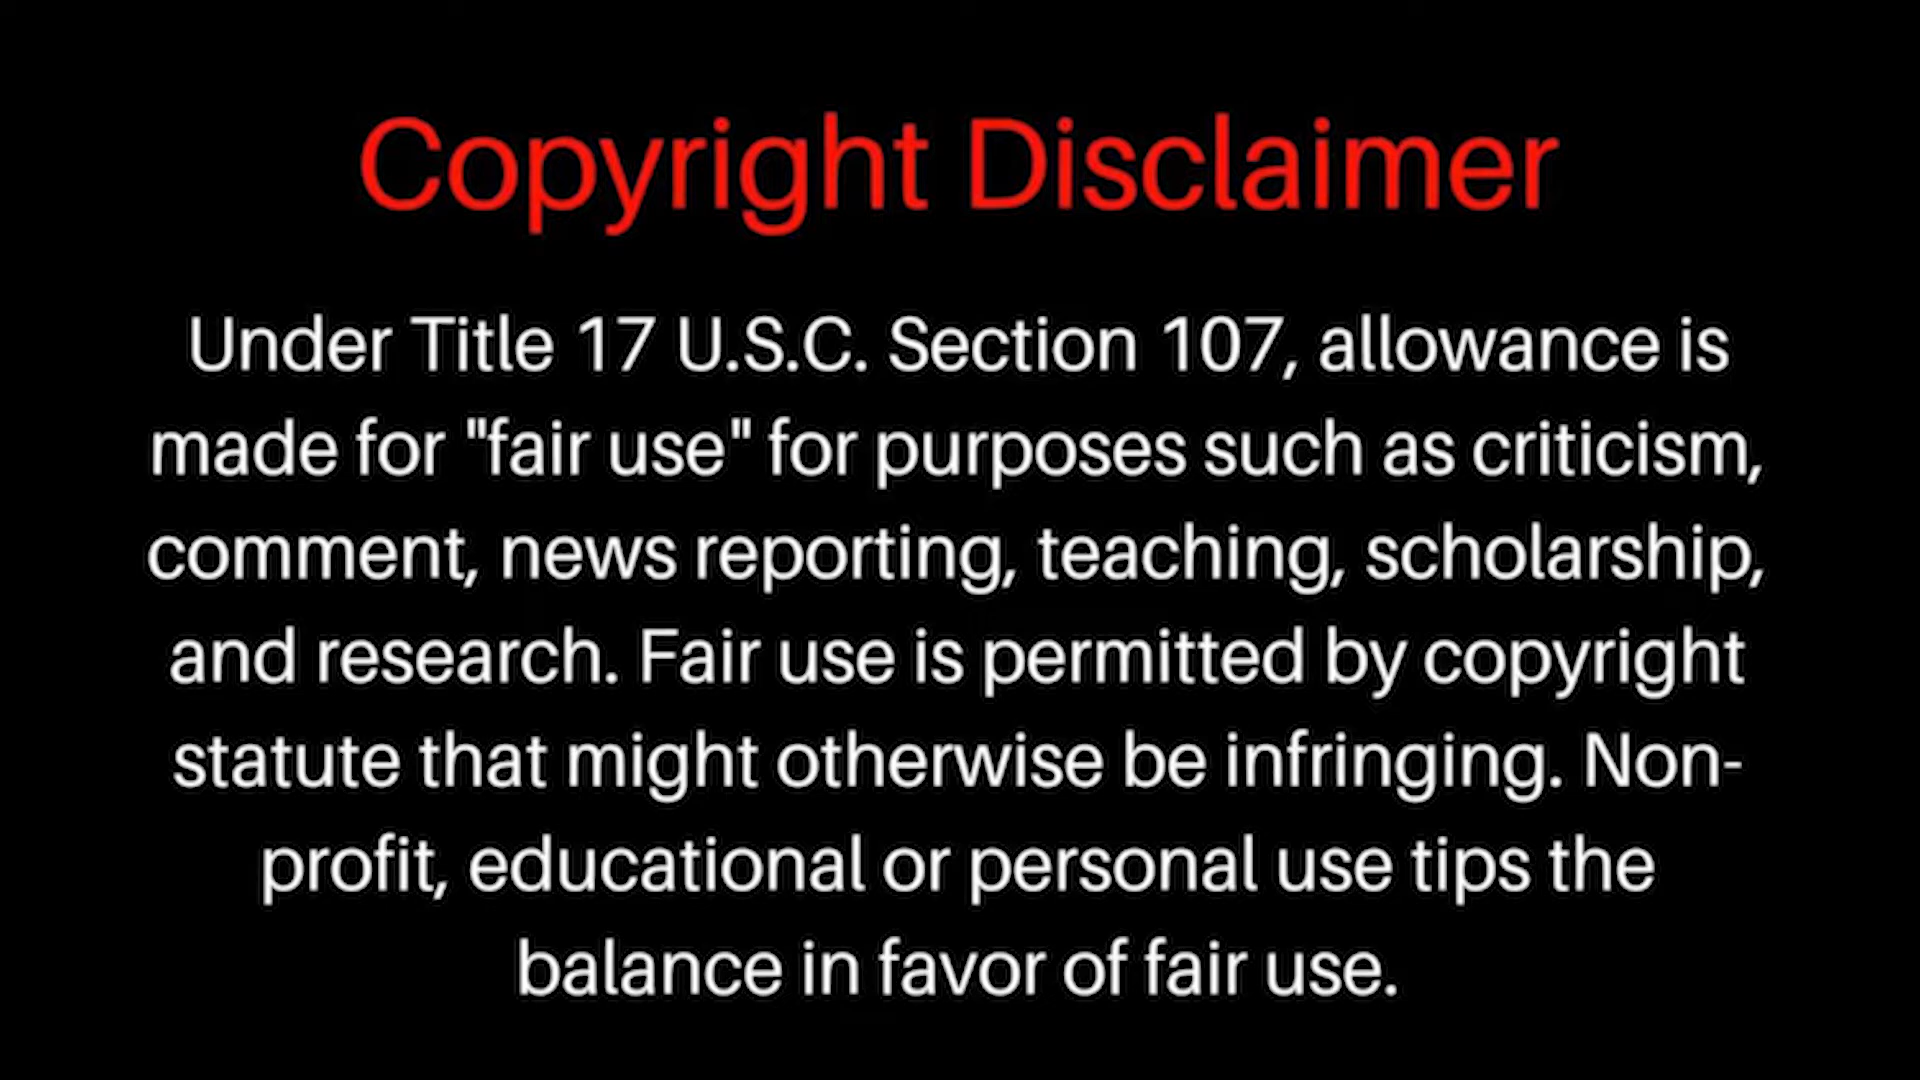 Copyright Disclaimer
Under Title 17 U.S.C. Section 107, allowance is
made for "fair use" for purposes such as criticism,
comment, news reporting, teaching, scholarship,
and research. Fair use is permitted by copyright
statute that might otherwise be infringing. Non-
profit, educational or personal use tips the
balance in favor of fair use.